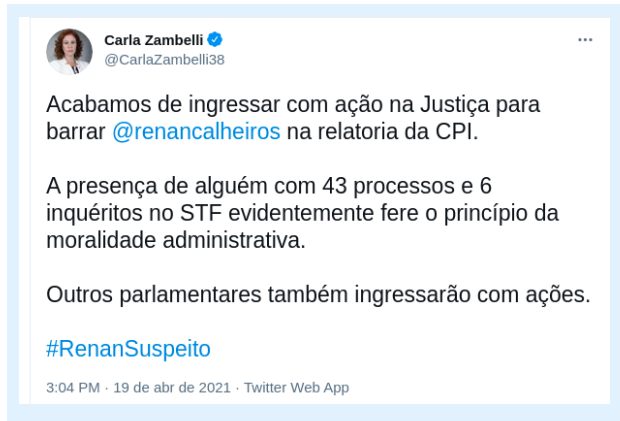 Carla Zambelli
@CarlaZambelli38
Acabamos de ingressar com ação na Justiça para
barrar @renancalheiros na relatoria da CPI.
A presença de alguém com 43 processos e 6
inquéritos no STF evidentemente fere o princípio da
moralidade administrativa.
Outros parlamentares também ingressarão com ações.
#RenanSuspeito
3:04 PM · 19 de abr de 2021 · Twitter Web App